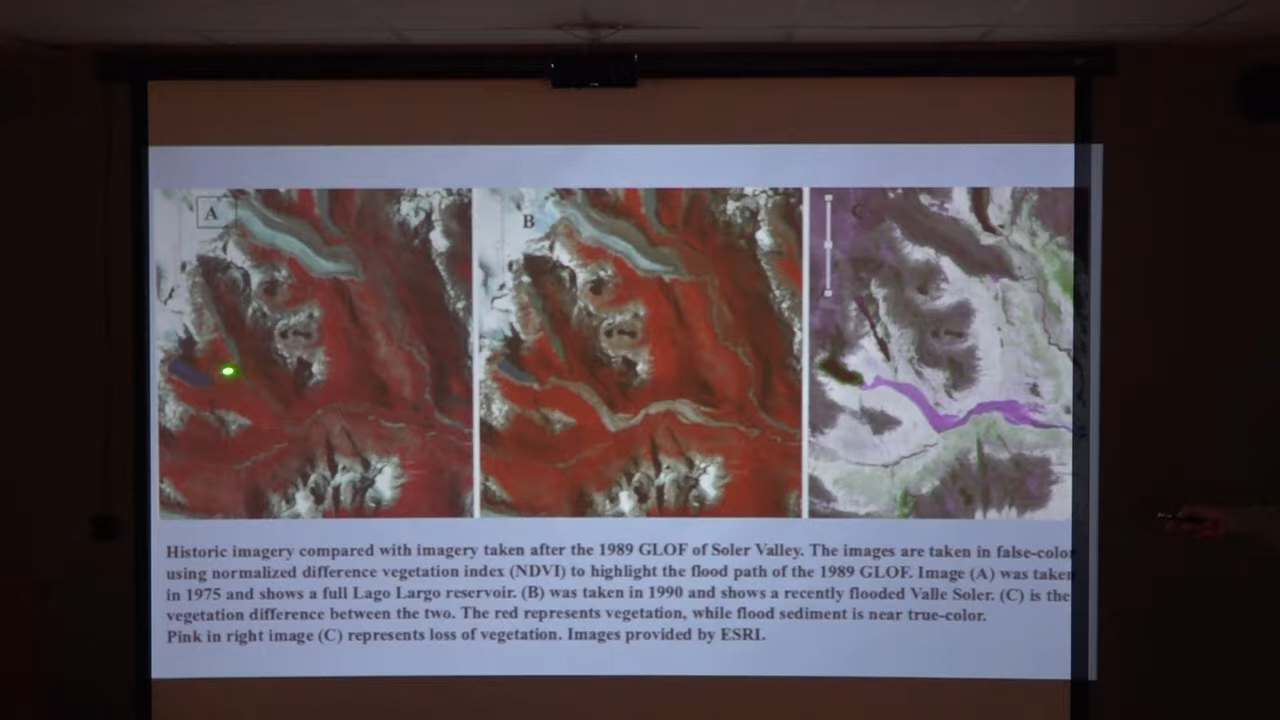 A
B
C
Historic imagery compared with imagery taken after the 1989 GLOF of Soler Valley. The images are taken in false-color
using normalized difference vegetation index (NDVI) to highlight the flood path of the 1989 GLOF. Image (A) was taken
in 1975 and shows a full Lago Largo reservoir. (B) was taken in 1990 and shows a recently flooded Valle Soler. (C) is the
vegetation difference between the two. The red represents vegetation, while flood sediment is near true-color.
Pink in right image (C) represents loss of vegetation. Images provided by ESRI.